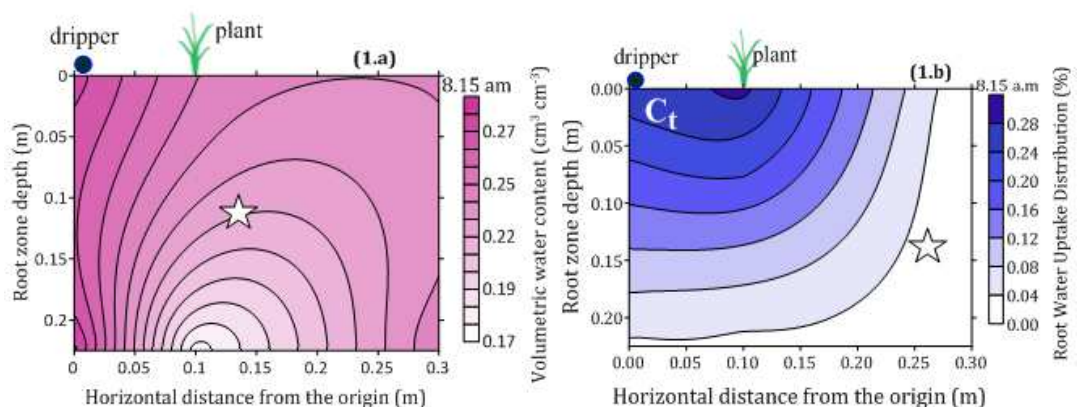 dripper
plant
(1.a)
8.15 am
0
0.05
0.1
0.15
0.2
0
0.05
0.10
0.15
0.2
0.25
0.3
Root zone depth (m)
Horizontal distance from the origin (m)
0.27
0.25
0.22
0.19
0.17
Volumetric water content (cm³ cm⁻³)
dripper
plant
(1.b)
8.15 a.m
Ct
0.00
0.05
0.10
0.15
0.20
0.00
0.05
0.10
0.15
0.20
0.25
0.30
Root zone depth (m)
Horizontal distance from the origin (m)
0.28
0.24
0.20
0.16
0.12
0.08
0.04
0.00
Root Water Uptake Distribution (%)